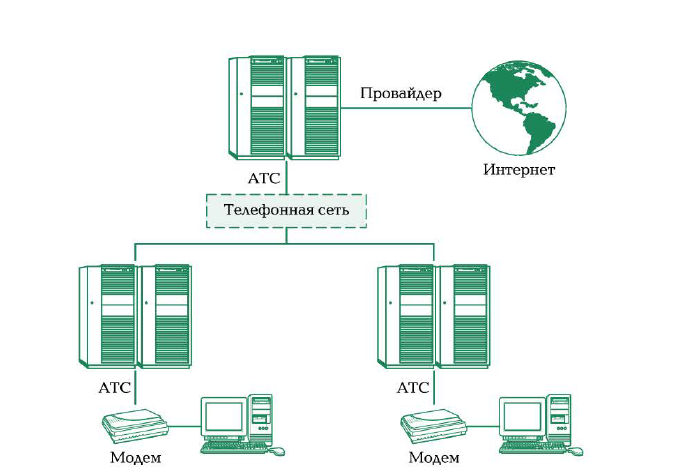 Провайдер
Интернет
АТС
Телефонная сеть
АТС
АТС
Модем
Модем